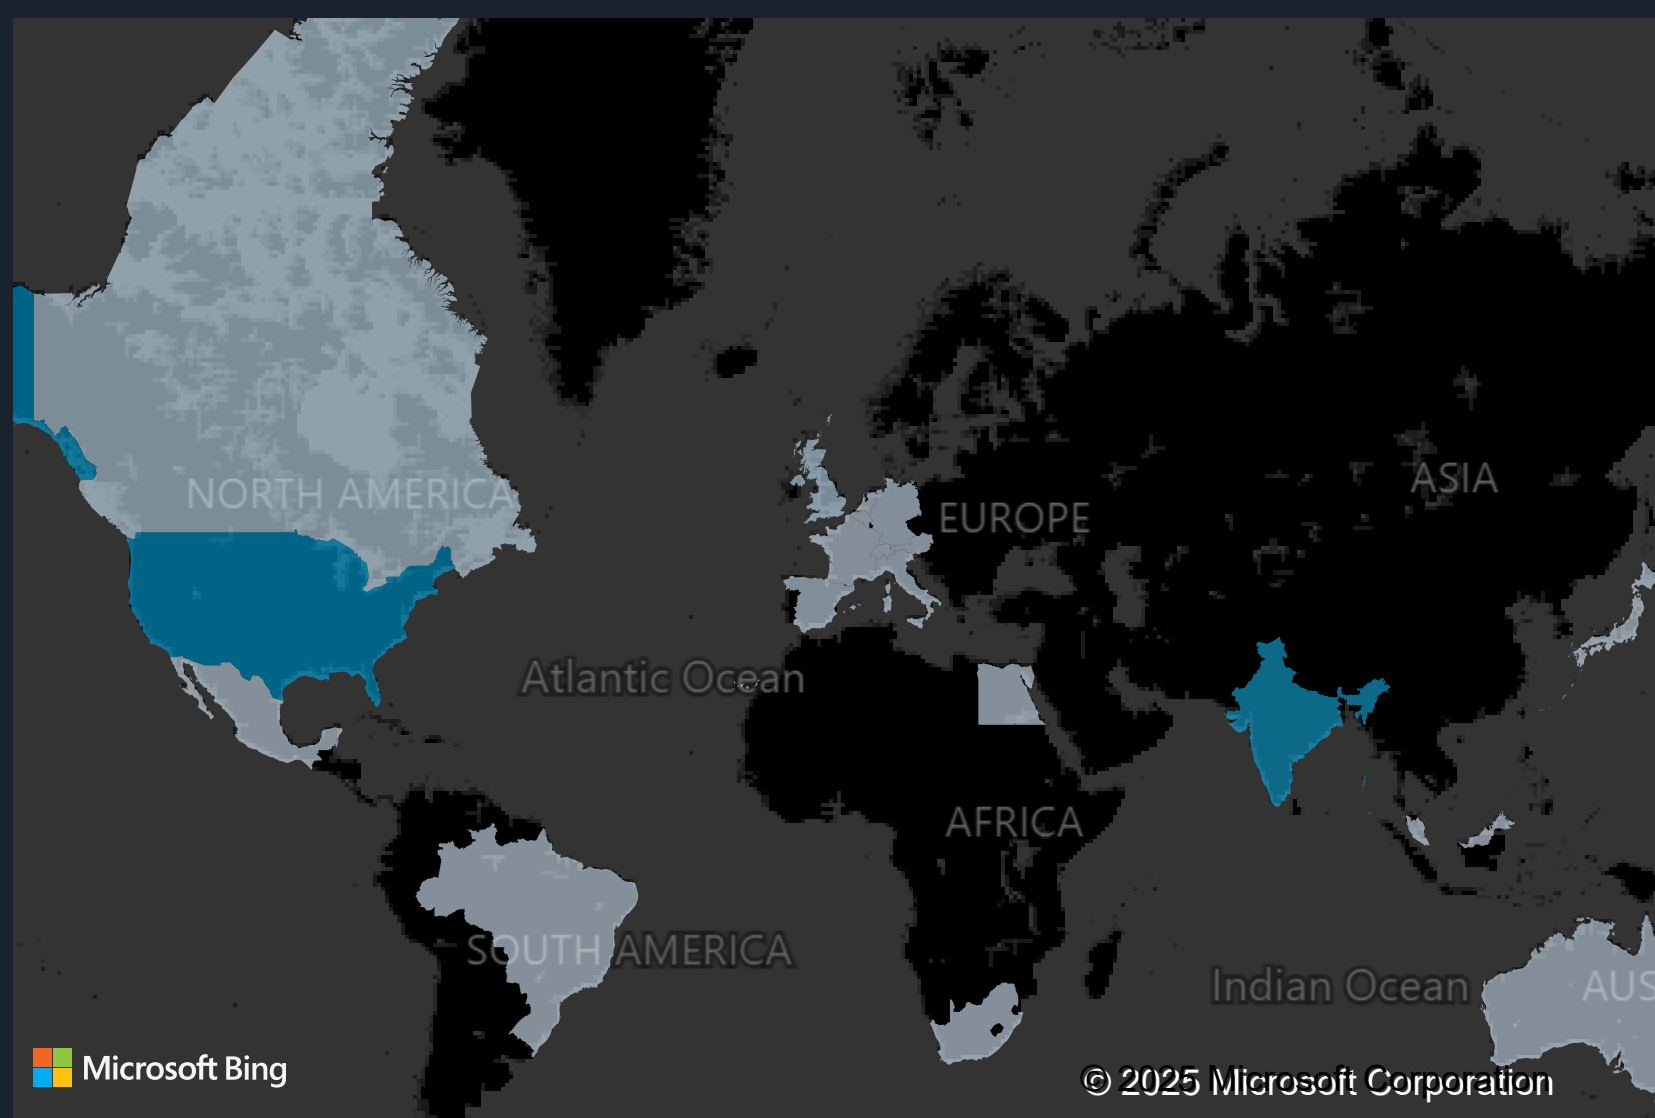 NORTH AMERICA
ASIA
EUROPE
Atlantic Ocean
AFRICA
SOUTH AMERICA
Indian Ocean
AUS
Microsoft Bing
© 2025 Microsoft Corporation